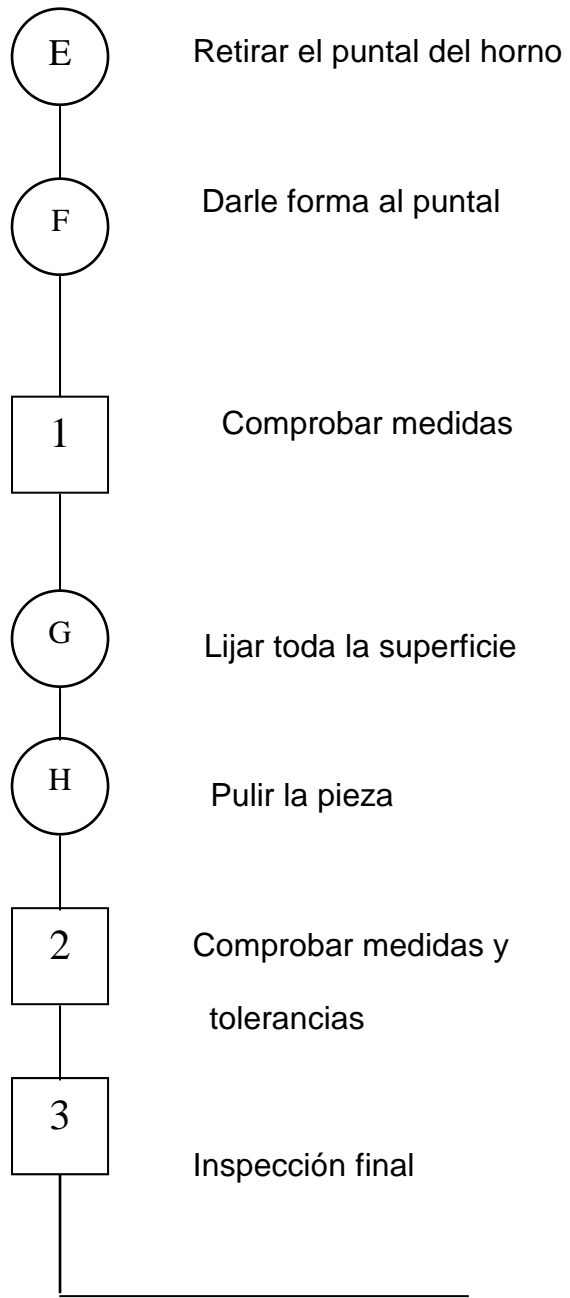 E
Retirar el puntal del horno
F
Darle forma al puntal
1
Comprobar medidas
G
Lijar toda la superficie
H
Pulir la pieza
2
Comprobar medidas y
tolerancias
3
Inspección final